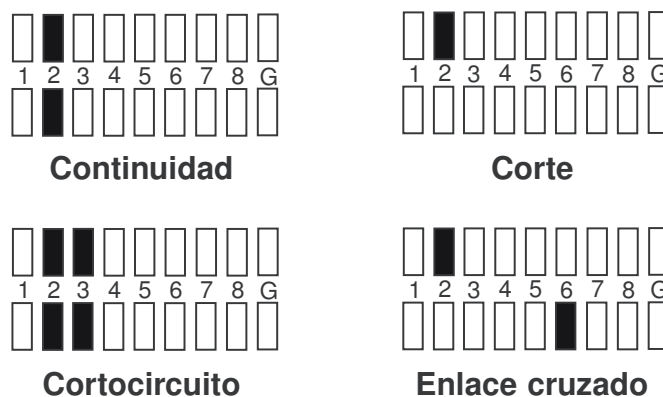 1 2 3 4 5 6 7 8 G
Continuidad
1 2 3 4 5 6 7 8 G
Corte
1 2 3 4 5 6 7 8 G
Cortocircuito
1 2 3 4 5 6 7 8 G
Enlace cruzado